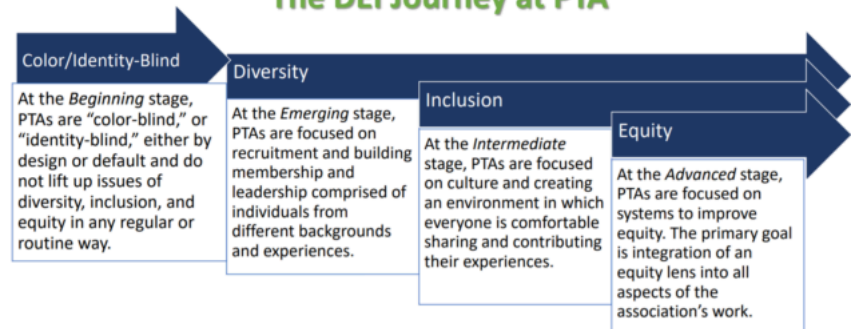 The DEI Journey at PTA
Color/Identity-Blind
At the Beginning stage,
PTAs are “color-blind,” or
“identity-blind,” either by
design or default and do
not lift up issues of
diversity, inclusion, and
equity in any regular or
routine way.
Diversity
At the Emerging stage,
PTAs are focused on
recruitment and building
membership and
leadership comprised of
individuals from
different backgrounds
and experiences.
Inclusion
At the Intermediate
stage, PTAs are focused
on culture and creating
an environment in which
everyone is comfortable
sharing and contributing
their experiences.
Equity
At the Advanced stage,
PTAs are focused on
systems to improve
equity. The primary goal
is integration of an
equity lens into all
aspects of the
association’s work.